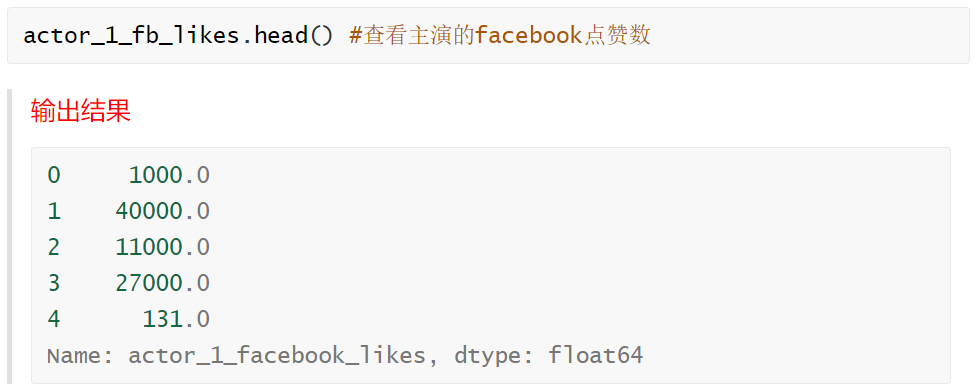 actor_1_fb_likes.head() #查看主演的facebook点赞数
输出结果
0     1000.0
1    40000.0
2    11000.0
3    27000.0
4      131.0
Name: actor_1_facebook_likes, dtype: float64